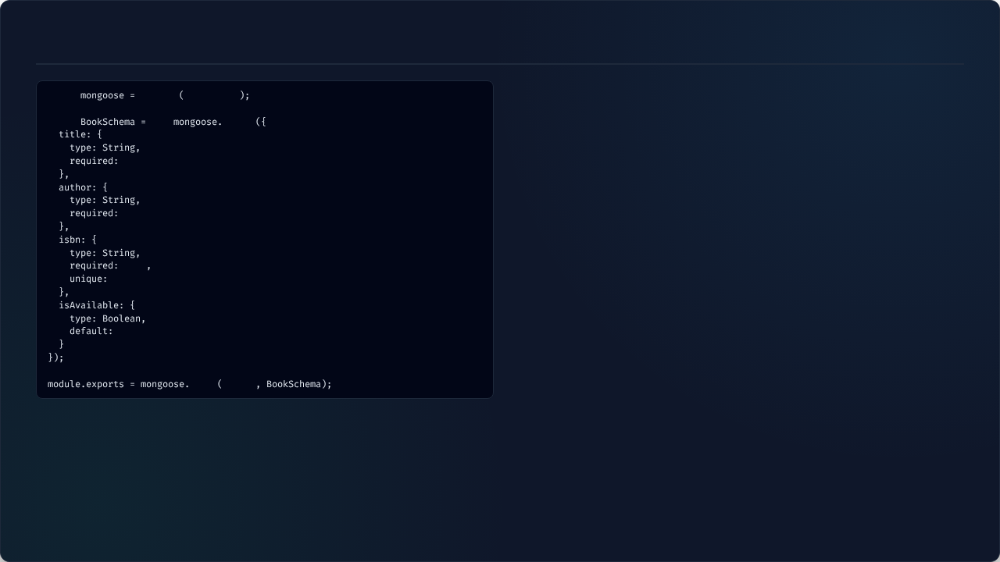 mongoose = ( );
BookSchema = mongoose. ({
title: {
type: String,
required:
},
author: {
type: String,
required:
},
isbn: {
type: String,
required: ,
unique:
},
isAvailable: {
type: Boolean,
default:
}
});
module.exports = mongoose. ( , BookSchema);